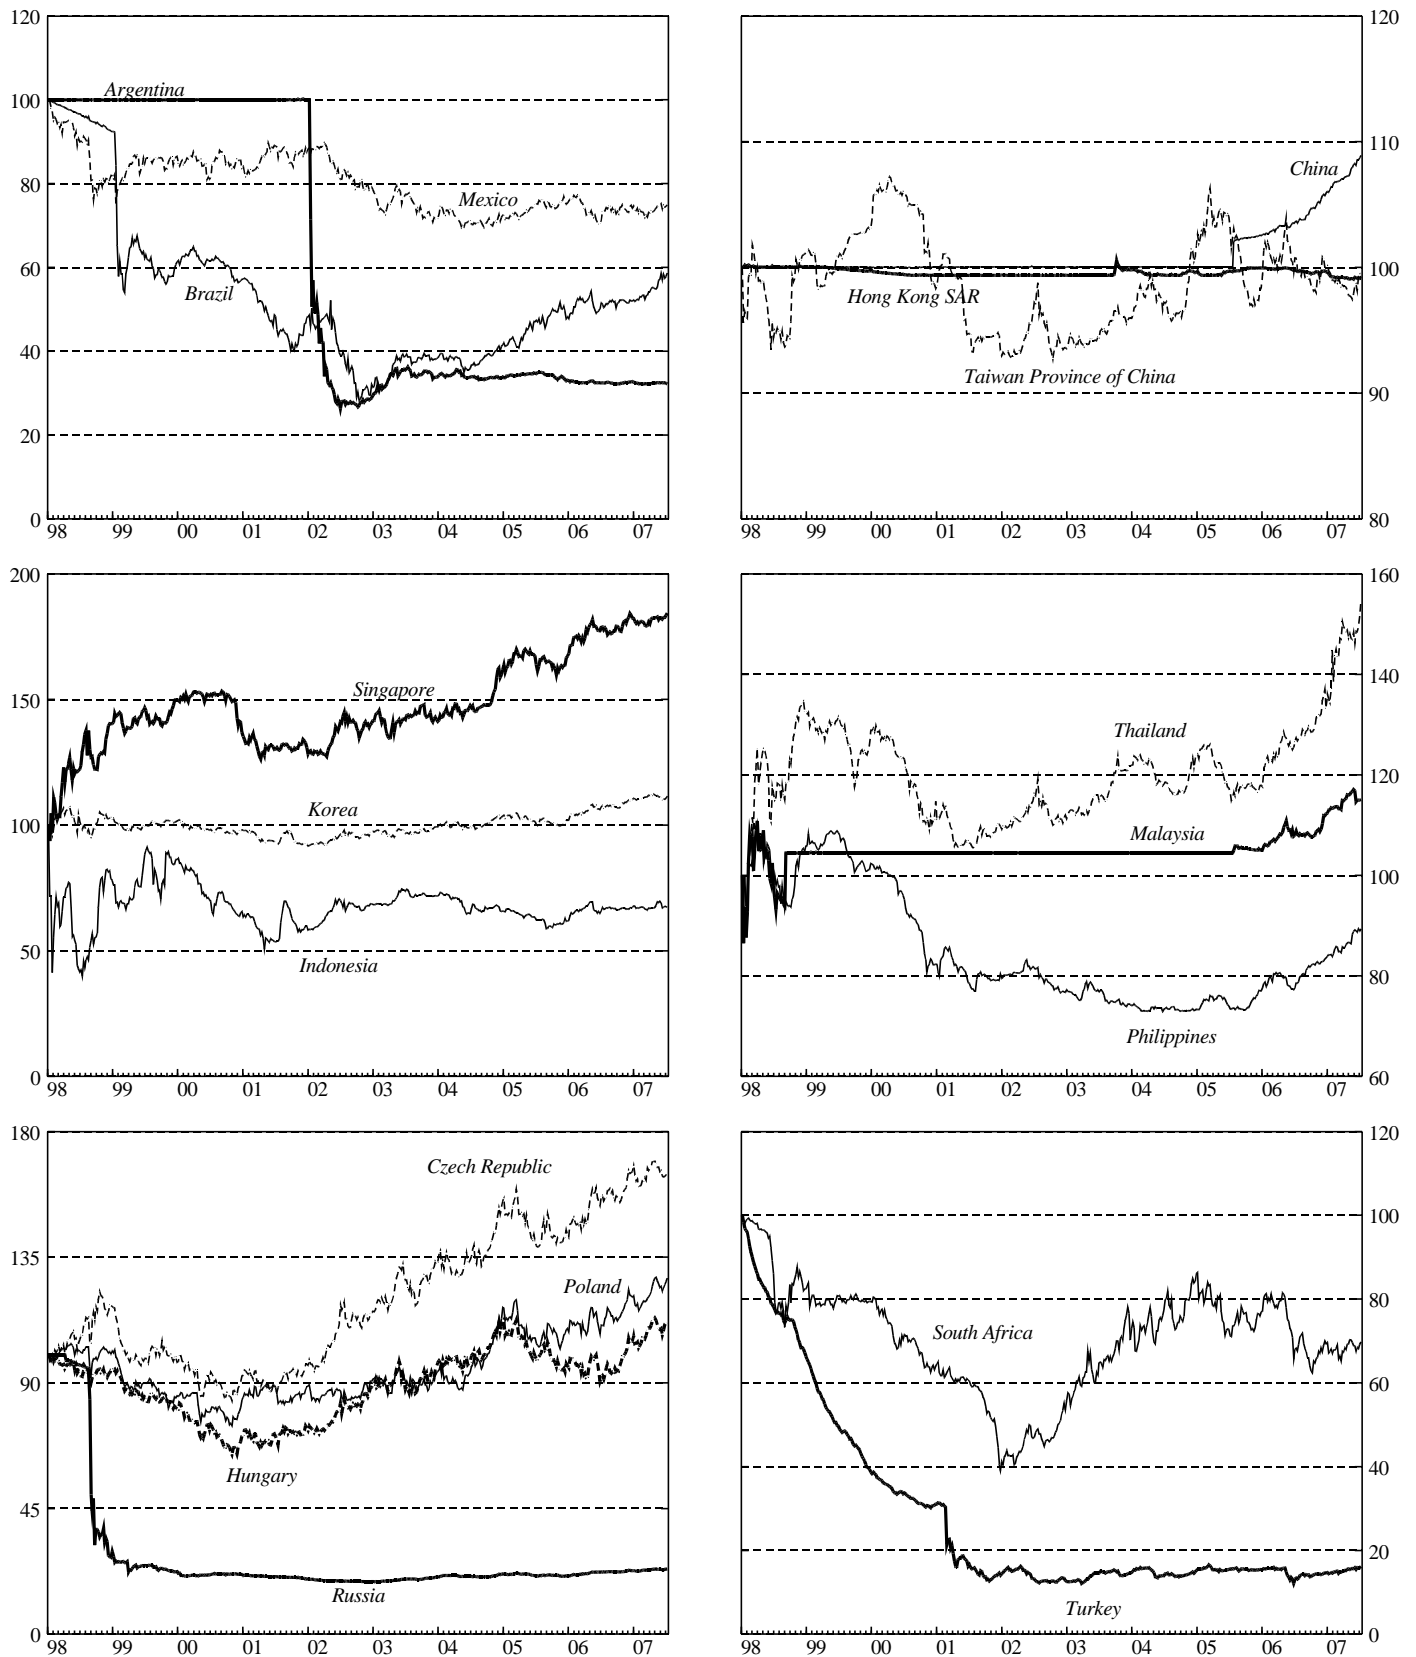 120
100
80
60
40
20
0
Argentina
Mexico
Brazil
98 99 00 01 02 03 04 05 06 07
120
110
100
90
80
China
Hong Kong SAR
Taiwan Province of China
98 99 00 01 02 03 04 05 06 07
200
150
100
50
0
Singapore
Korea
Indonesia
98 99 00 01 02 03 04 05 06 07
160
140
120
100
80
60
Thailand
Malaysia
Philippines
98 99 00 01 02 03 04 05 06 07
180
135
90
45
0
Czech Republic
Poland
Hungary
Russia
98 99 00 01 02 03 04 05 06 07
120
100
80
60
40
20
0
South Africa
Turkey
98 99 00 01 02 03 04 05 06 07